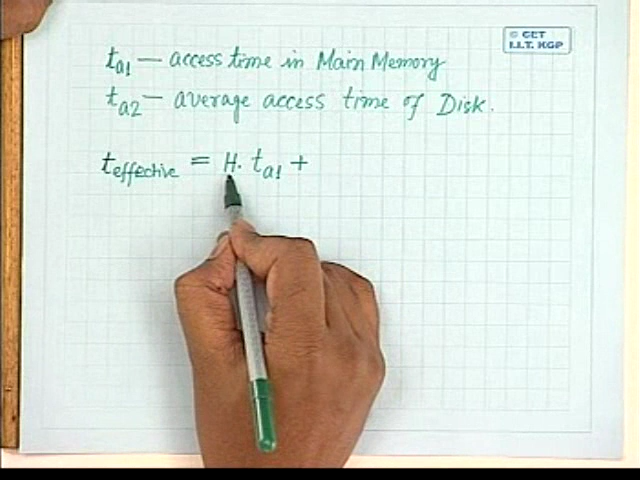 © CET
I.I.T. KGP
ta1 — access time in Main Memory
ta2 — average access time of Disk.
teffective = H. ta1 +